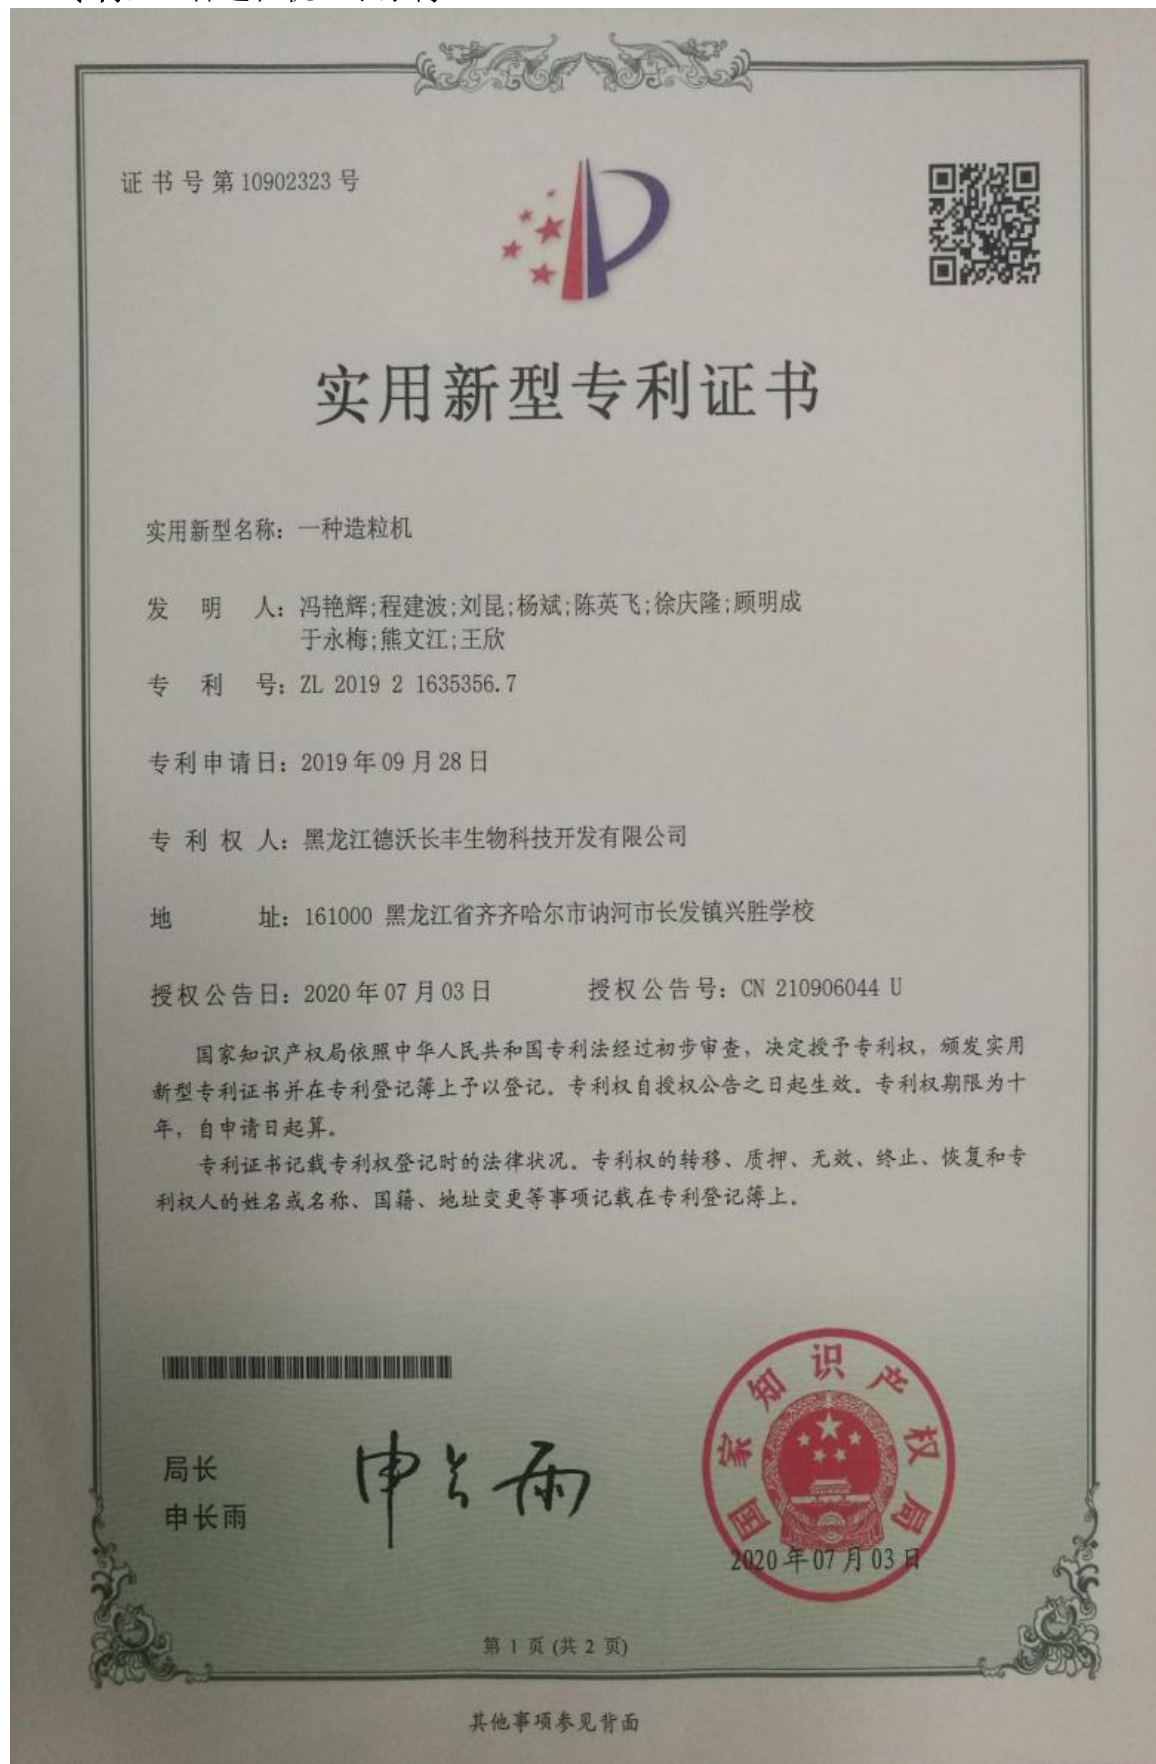 证书号第10902323号
实用新型专利证书
实用新型名称：一种造粒机
发明人：冯艳辉;程建波;刘昆;杨斌;陈英飞;徐庆隆;顾明成
于永梅;熊文江;王欣
专利号：ZL 2019 2 1635356.7
专利申请日：2019年09月28日
专利权人：黑龙江德沃长丰生物科技开发有限公司
地址：161000 黑龙江省齐齐哈尔市讷河市长发镇兴胜学校
授权公告日：2020年07月03日 授权公告号：CN 210906044 U
国家知识产权局依照中华人民共和国专利法经过初步审查，决定授予专利权，颁发实用
新型专利证书并在专利登记簿上予以登记。专利权自授权公告之日起生效。专利权期限为十
年，自申请日起算。
专利证书记载专利权登记时的法律状况。专利权的转移、质押、无效、终止、恢复和专
利权人的姓名或名称、国籍、地址变更等事项记载在专利登记簿上。
局长
申长雨
申长雨
国家知识产权局
2020年07月03日
第 1 页 (共 2 页)
其他事项参见背面